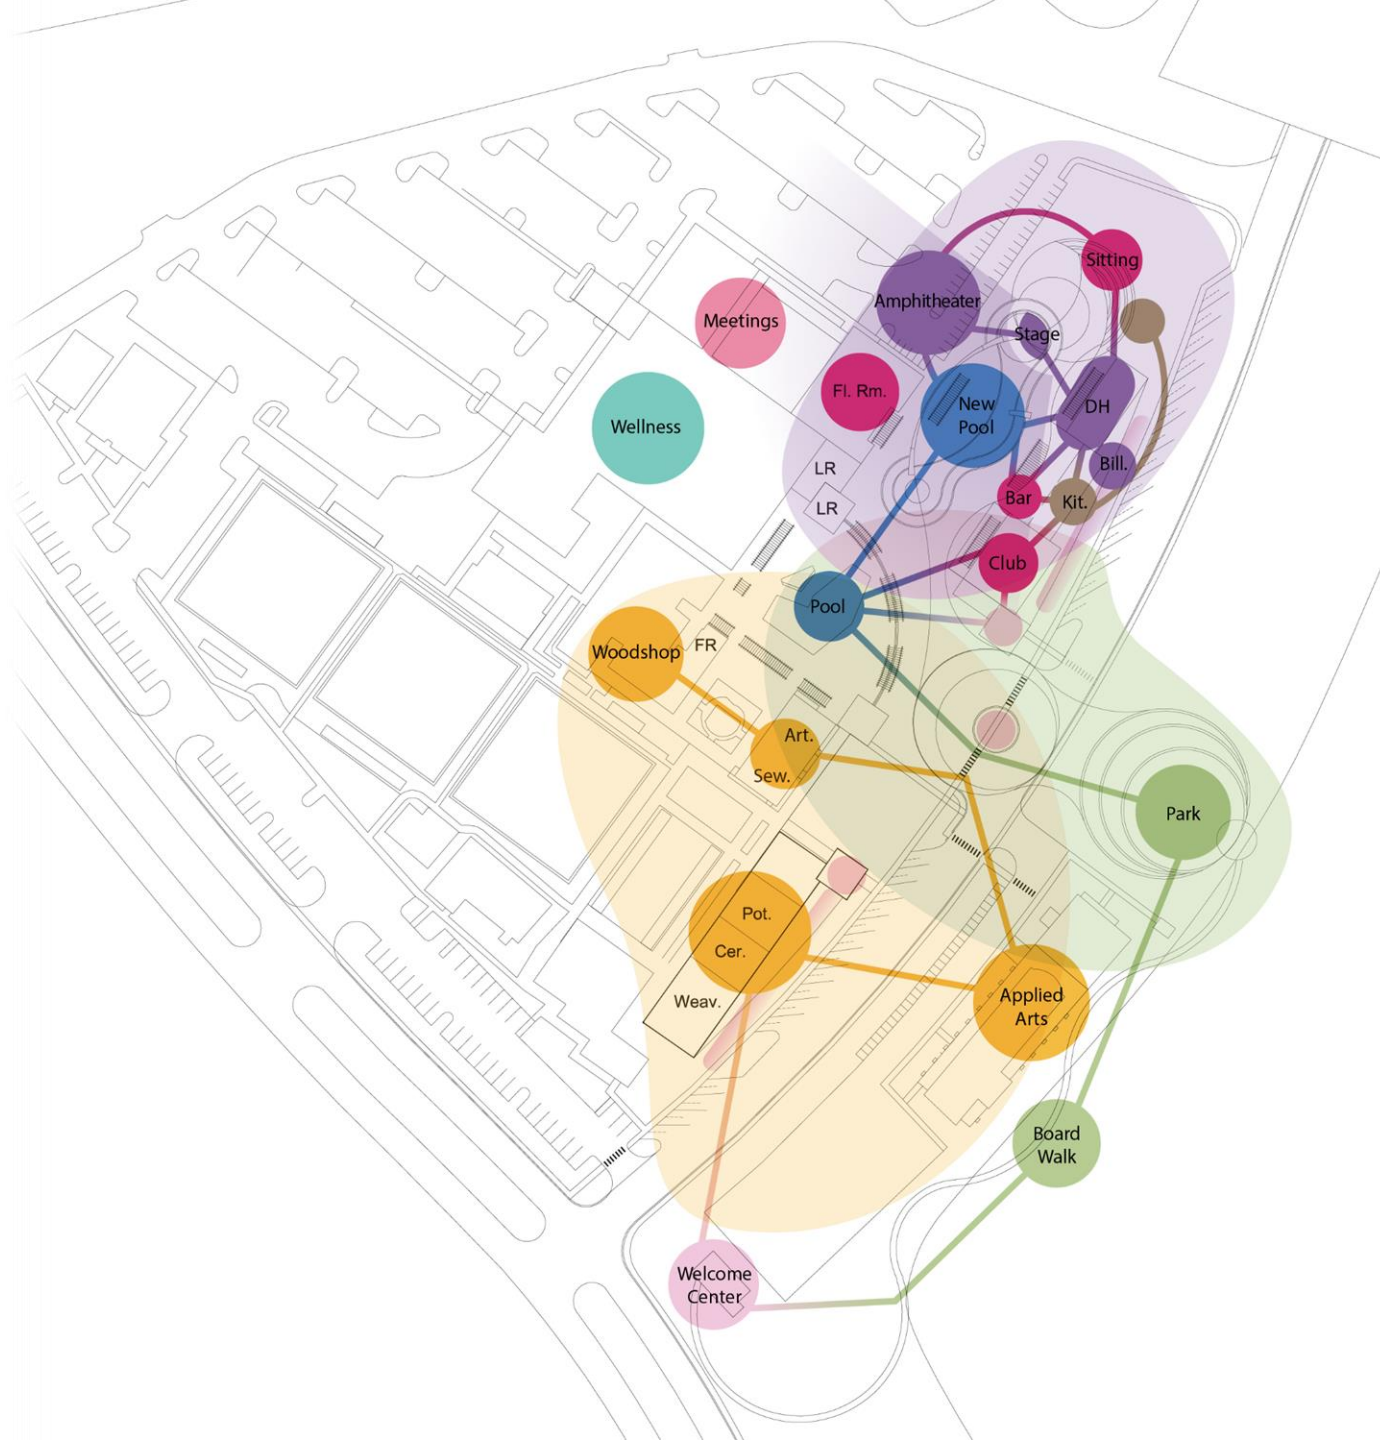 Sitting
Amphitheater
Meetings
Stage
Fl. Rm.
New
Pool
DH
Wellness
LR
Bill.
Bar
Kit.
LR
Club
Pool
Woodshop
FR
Art.
Sew.
Park
Pot.
Cer.
Weav.
Applied
Arts
Board
Walk
Welcome
Center